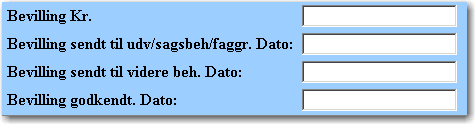 Bevilling Kr.
Bevilling sendt til udv/sagsbeh/faggr. Dato:
Bevilling sendt til videre beh. Dato:
Bevilling godkendt. Dato: